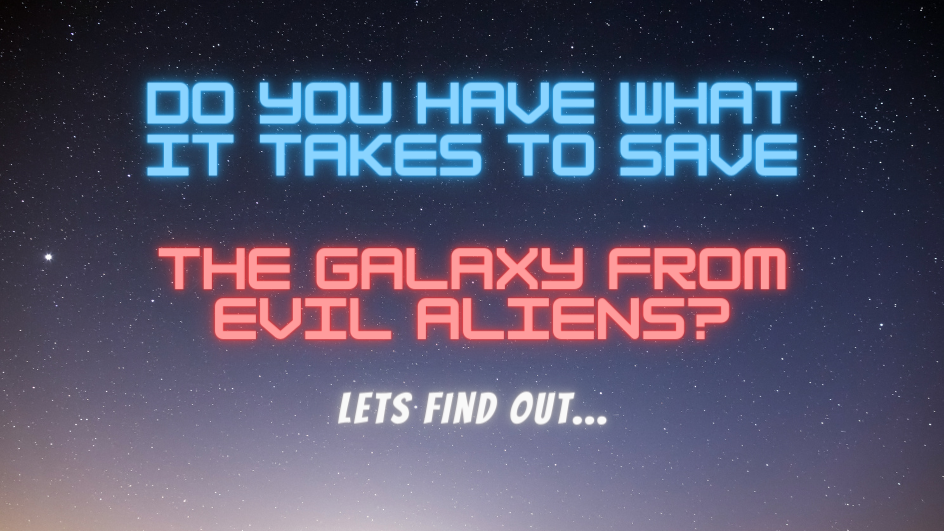 DO YOU HAVE WHAT
IT TAKES TO SAVE
THE GALAXY FROM
EVIL ALIENS?
LETS FIND OUT...